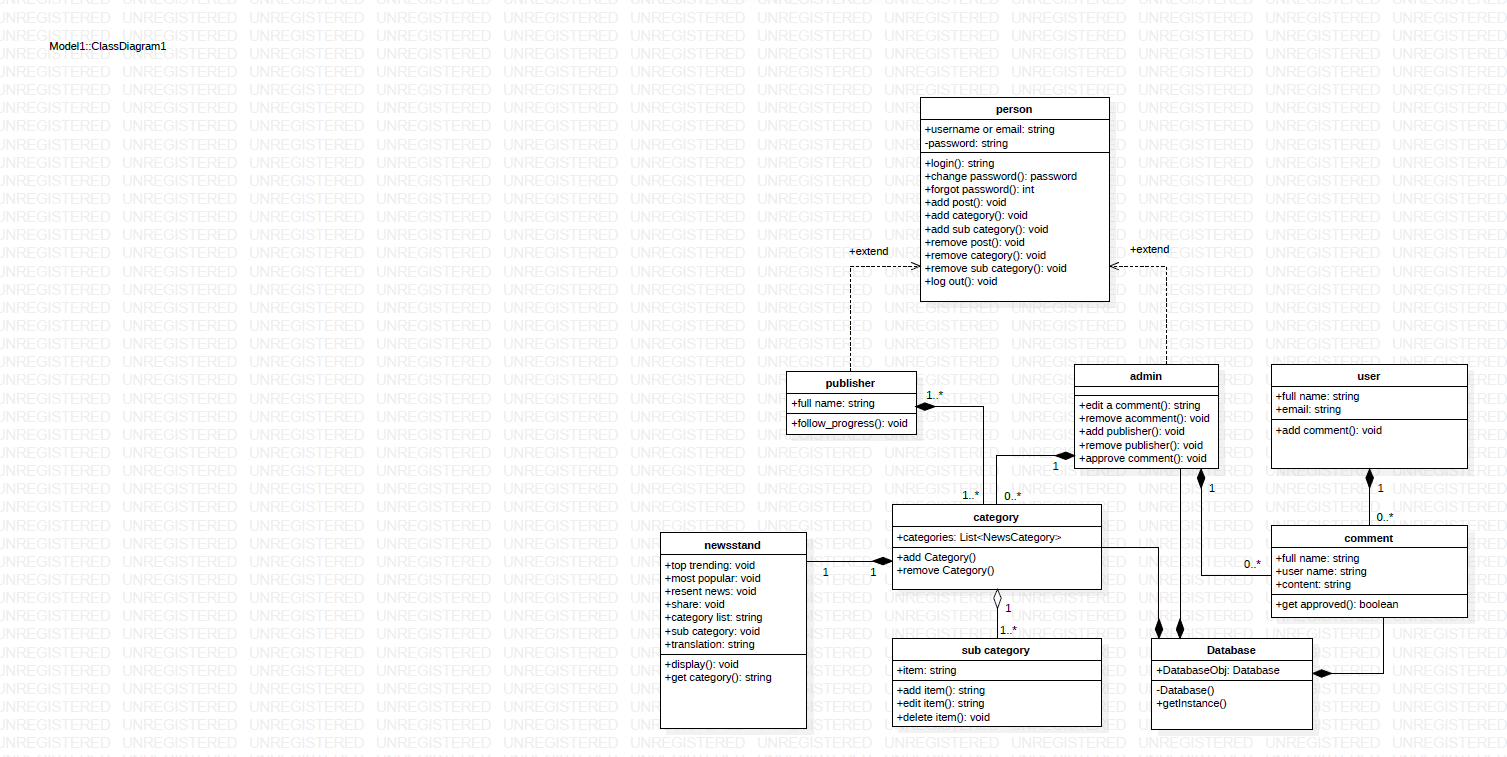 Model1::ClassDiagram1
person
+username or email: string
-password: string
+login(): string
+change password(): password
+forgot password(): int
+add post(): void
+add category(): void
+add sub category(): void
+remove post(): void
+remove category(): void
+remove sub category(): void
+log out(): void
+extend
+extend
publisher
+full name: string
+follow_progress(): void
1..*
admin
+edit a comment(): string
+remove acomment(): void
+add publisher(): void
+remove publisher(): void
+approve comment(): void
user
+full name: string
+email: string
+add comment(): void
1
1
1
1..*
0..*
0..*
0..*
newsstand
+top trending: void
+most popular: void
+resent news: void
+share: void
+category list: string
+sub category: void
+translation: string
+display(): void
+get category(): string
1
1
category
+categories: List<NewsCategory>
+add Category()
+remove Category()
1
1..*
comment
+full name: string
+user name: string
+content: string
+get approved(): boolean
sub category
+item: string
+add item(): string
+edit item(): string
+delete item(): void
Database
+DatabaseObj: Database
-Database()
+getInstance()
UNREGISTERED